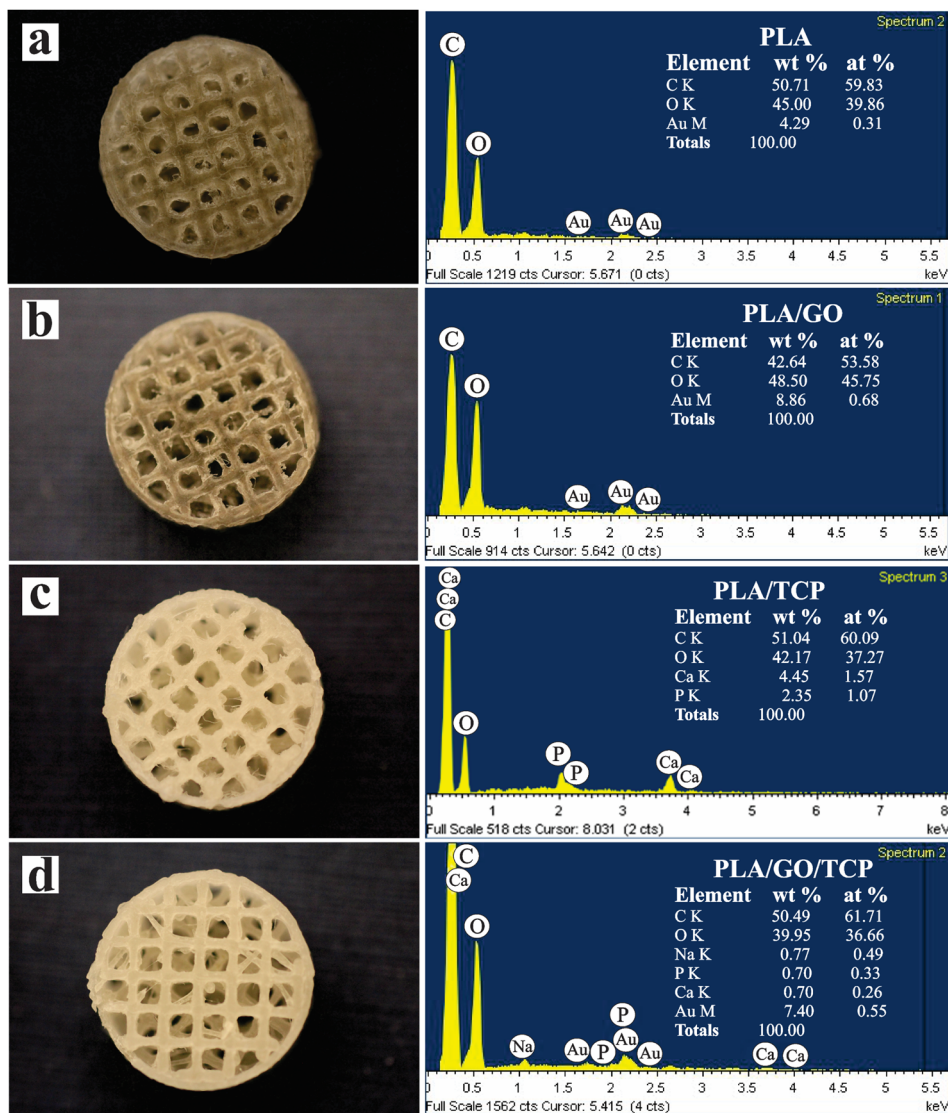 a
Spectrum 2
PLA
Element wt % at %
C K 50.71 59.83
O K 45.00 39.86
Au M 4.29 0.31
Totals 100.00
C
O
Au Au Au
0 0.5 1 1.5 2 2.5 3 3.5 4 4.5 5 5.5
Full Scale 1219 cts Cursor: 5.671 (0 cts) keV
b
Spectrum 1
PLA/GO
Element wt % at %
C K 42.64 53.58
O K 48.50 45.75
Au M 8.86 0.68
Totals 100.00
C
O
Au Au Au
0 0.5 1 1.5 2 2.5 3 3.5 4 4.5 5 5.5
Full Scale 914 cts Cursor: 5.642 (0 cts) keV
c
Spectrum 3
PLA/TCP
Element wt % at %
C K 51.04 60.09
O K 42.17 37.27
Ca K 4.45 1.57
P K 2.35 1.07
Totals 100.00
Ca
Ca
C
O
P
P
Ca
Ca
0 1 2 3 4 5 6 7 8
Full Scale 518 cts Cursor: 8.031 (2 cts) keV
d
Spectrum 2
PLA/GO/TCP
Element wt % at %
C K 50.49 61.71
O K 39.95 36.66
Na K 0.77 0.49
P K 0.70 0.33
Ca K 0.70 0.26
Au M 7.40 0.55
Totals 100.00
C
Ca
O
P
Na Au P Au Au Ca Ca
0 0.5 1 1.5 2 2.5 3 3.5 4 4.5 5 5.5
Full Scale 1562 cts Cursor: 5.415 (4 cts) keV